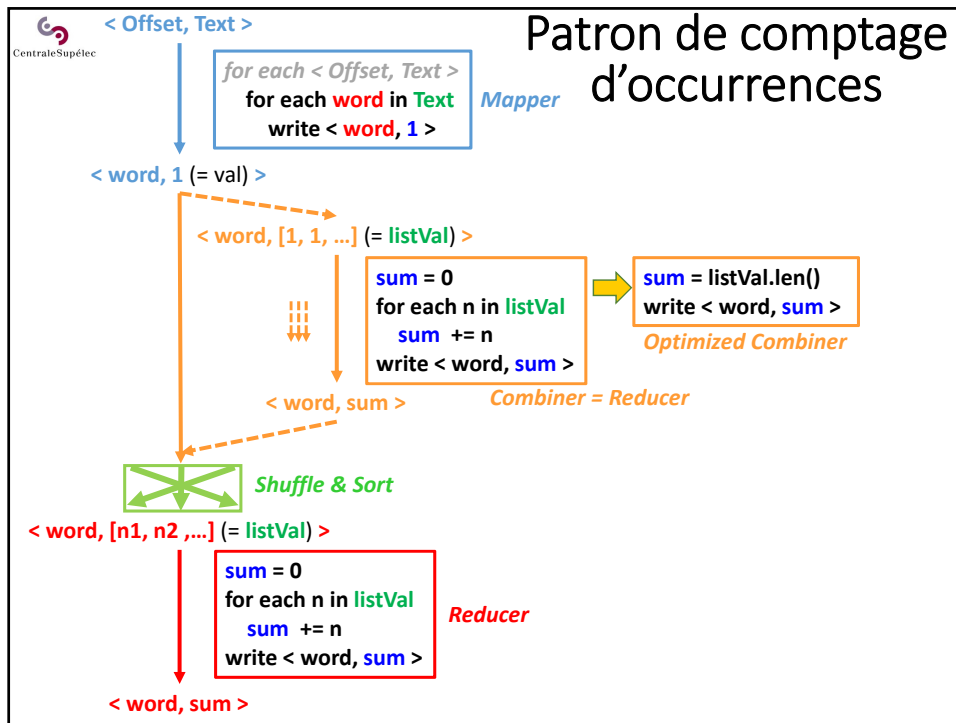 CentraleSupélec
< Offset, Text >
Patron de comptage
d’occurrences
for each < Offset, Text >
for each word in Text
write < word, 1 >
Mapper
< word, 1 (= val) >
< word, [1, 1, …] (= listVal) >
sum = 0
for each n in listVal
sum += n
write < word, sum >
Combiner = Reducer
sum = listVal.len()
write < word, sum >
Optimized Combiner
< word, sum >
Shuffle & Sort
< word, [n1, n2 ,…] (= listVal) >
sum = 0
for each n in listVal
sum += n
write < word, sum >
Reducer
< word, sum >